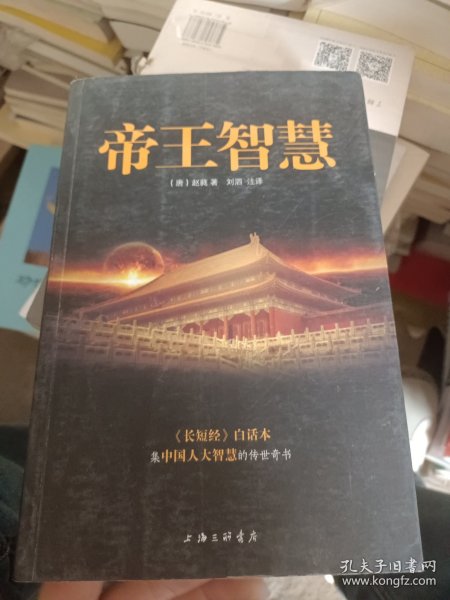 帝王智慧
（唐）赵蕤 著 刘泗 注译
《长短经》白话本
集中国人大智慧的传世奇书
上海三联书店
孔夫子旧书网
www.kongfz.com